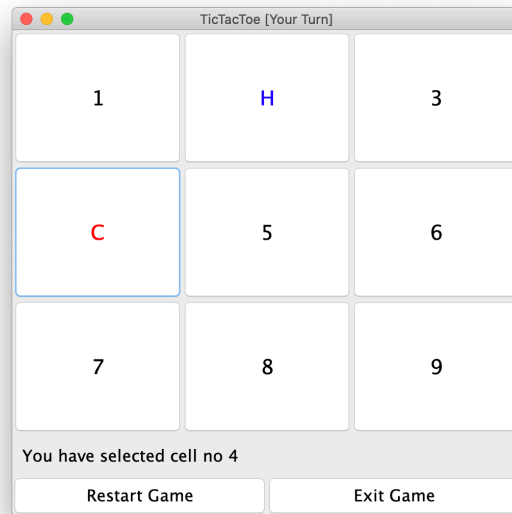 TicTacToe [Your Turn]
1 H 3
C 5 6
7 8 9
You have selected cell no 4
Restart Game Exit Game